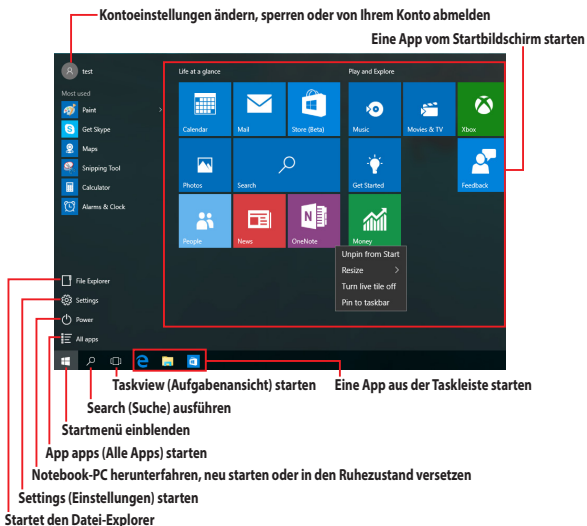 Kontoeinstellungen ändern, sperren oder von Ihrem Konto abmelden
Eine App vom Startbildschirm starten
test
Life at a glance
Play and Explore
Most used
Paint
Get Skype
Maps
Snipping Tool
Calculator
Alarms & Clock
Calendar
Mail
Store (Beta)
Music
Movies & TV
Xbox
Photos
Search
Get Started
Feedback
People
News
OneNote
Money
Unpin from Start
Resize
Turn live tile off
Pin to taskbar
File Explorer
Settings
Power
All apps
Taskview (Aufgabenansicht) starten
Eine App aus der Taskleiste starten
Search (Suche) ausführen
Startmenü einblenden
App apps (Alle Apps) starten
Notebook-PC herunterfahren, neu starten oder in den Ruhezustand versetzen
Settings (Einstellungen) starten
Startet den Datei-Explorer